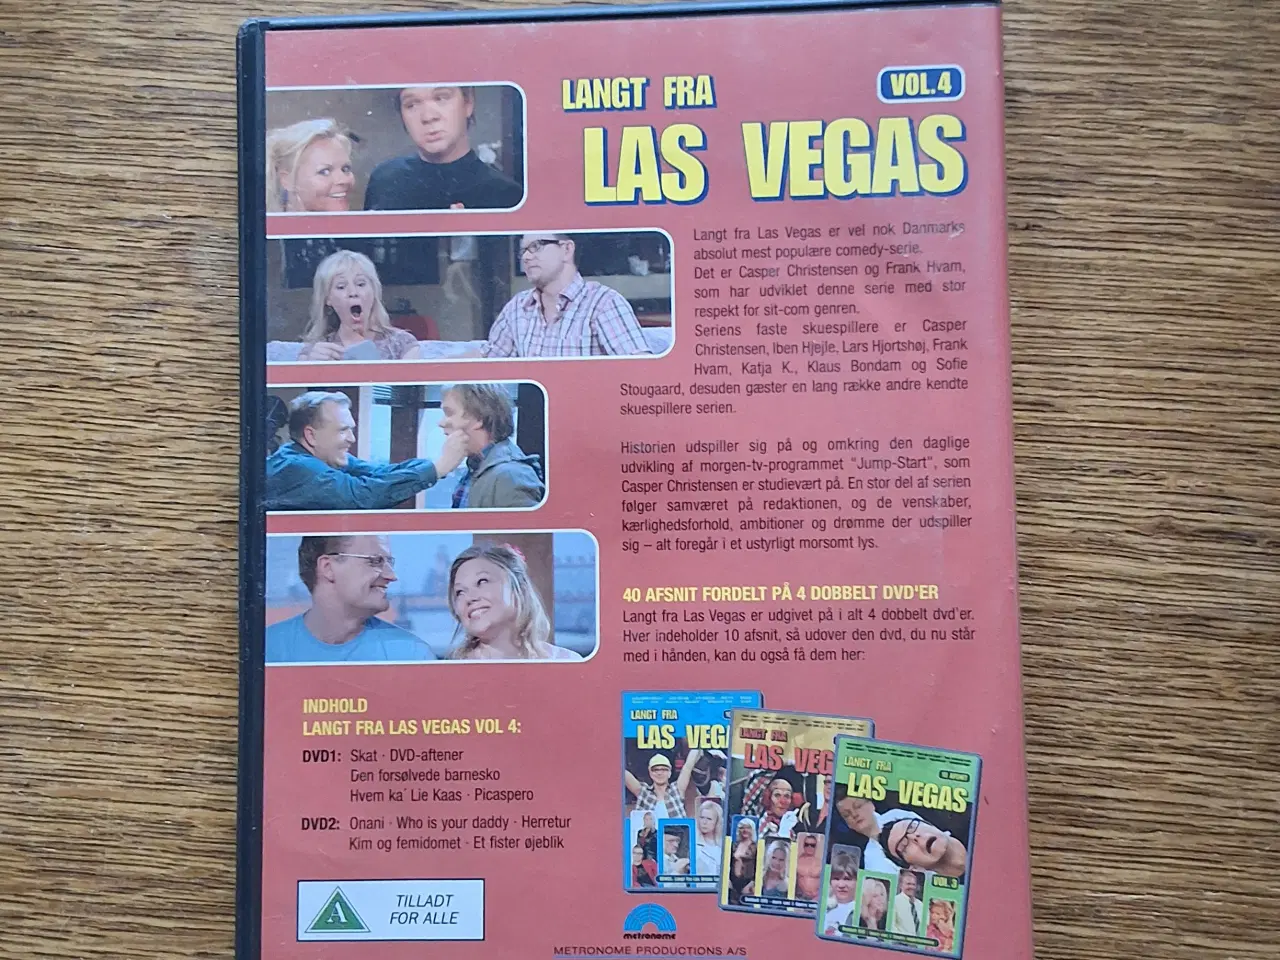 LANGT FRA
VOL.4
LAS VEGAS
Langt fra Las Vegas er vel nok Danmarks
absolut mest populære comedy-serie.
Det er Casper Christensen og Frank Hvam,
som har udviklet denne serie med stor
respekt for sit-com genren.
Seriens faste skuespillere er Casper
Christensen, Iben Hjejle, Lars Hjortshøj, Frank
Hvam, Katja K., Klaus Bondam og Sofie
Stougaard, desuden gæster en lang række andre kendte
skuespillere serien.
Historien udspiller sig på og omkring den daglige
udvikling af morgen-tv-programmet "Jump-Start", som
Casper Christensen er studievært på. En stor del af serien
følger samværet på redaktionen, og de venskaber,
kærlighedsforhold, ambitioner og drømme der udspiller
sig – alt foregår i et ustyrligt morsomt lys.
40 AFSNIT FORDELT PÅ 4 DOBBELT DVD'ER
Langt fra Las Vegas er udgivet på i alt 4 dobbelt dvd'er.
Hver indeholder 10 afsnit, så udover den dvd, du nu står
med i hånden, kan du også få dem her:
INDHOLD
LANGT FRA LAS VEGAS VOL 4:
DVD1: Skat · DVD-aftener
Den forsølvede barnesko
Hvem ka´ Lie Kaas · Picaspero
DVD2: Onani · Who is your daddy · Herretur
Kim og femidomet · Et fister øjeblik
A
TILLADT
FOR ALLE
LANGT FRA
LAS VEGA
LANGT FRA
LAS VEG
LANGT FRA
10 AFSNIT
LAS VEGAS
VOL.3
metronome
METRONOME PRODUCTIONS A/S